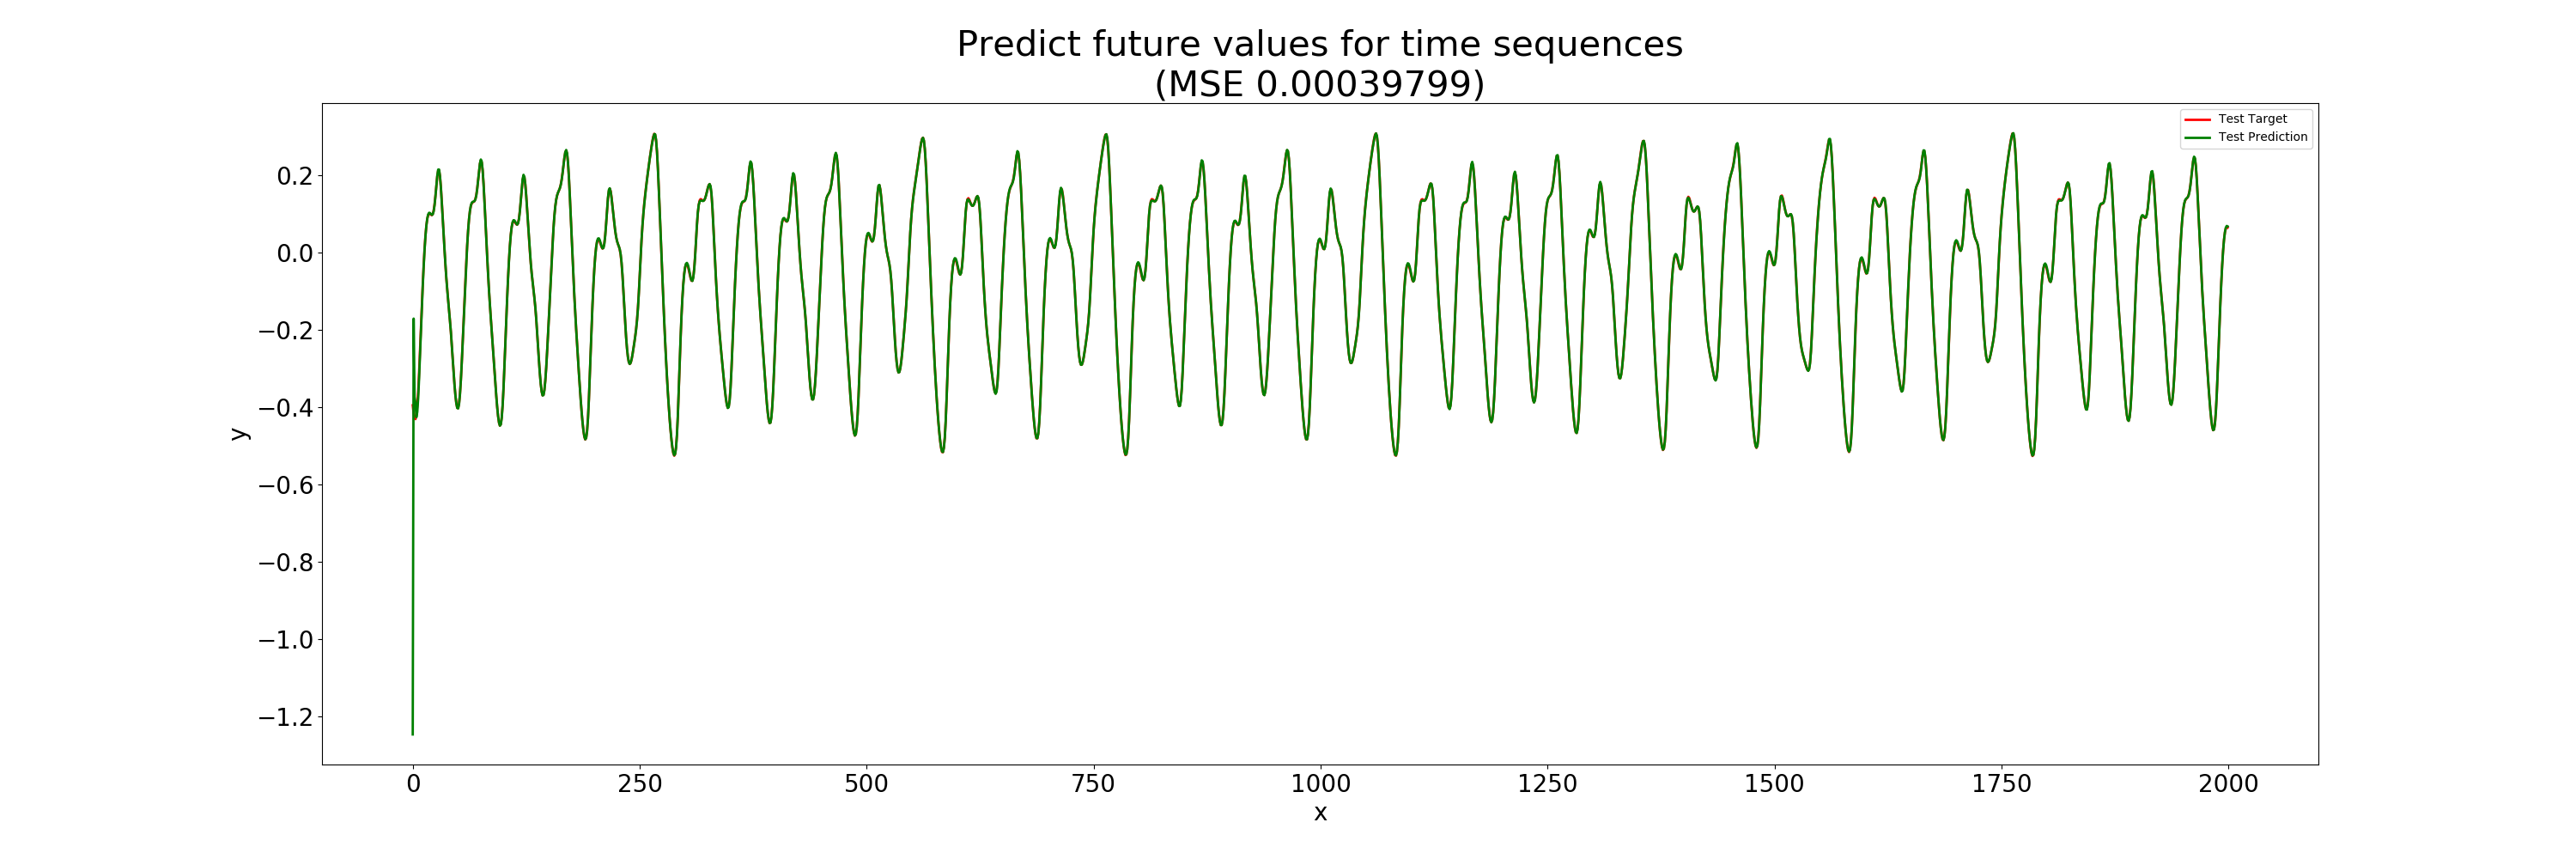 Predict future values for time sequences
(MSE 0.00039799)
Test Target
Test Prediction
0.2
0.0
−0.2
−0.4
−0.6
−0.8
−1.0
−1.2
y
0 250 500 750 1000 1250 1500 1750 2000
x